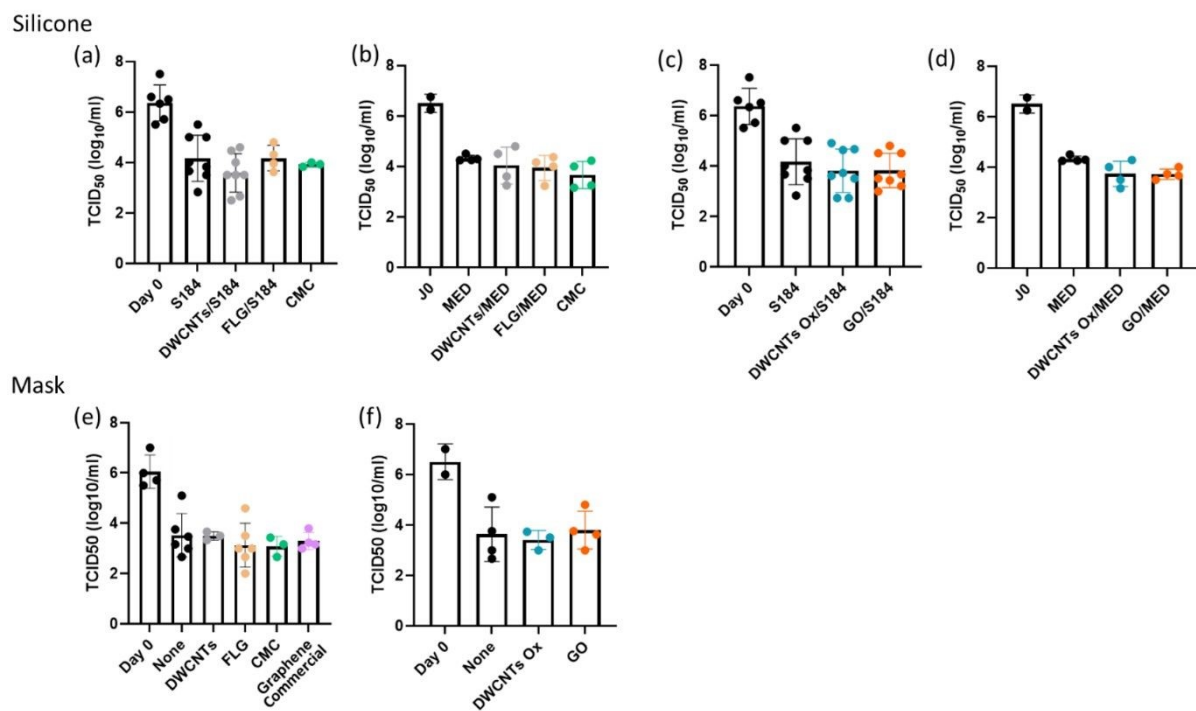 Silicone
(a)
8
6
4
2
0
TCID50 (log10/ml)
Day 0
S184
DWCNTs/S184
FLG/S184
CMC
(b)
8
6
4
2
0
TCID50 (log10/ml)
J0
MED
DWCNTs/MED
FLG/MED
CMC
(c)
8
6
4
2
0
TCID50 (log10/ml)
Day 0
S184
DWCNTs Ox/S184
GO/S184
(d)
8
6
4
2
0
TCID50 (log10/ml)
J0
MED
DWCNTs Ox/MED
GO/MED
Mask
(e)
8
6
4
2
0
TCID50 (log10/ml)
Day 0
None
DWCNTs
FLG
CMC
Graphene
Commercial
(f)
8
6
4
2
0
TCID50 (log10/ml)
Day 0
None
DWCNTs Ox
GO